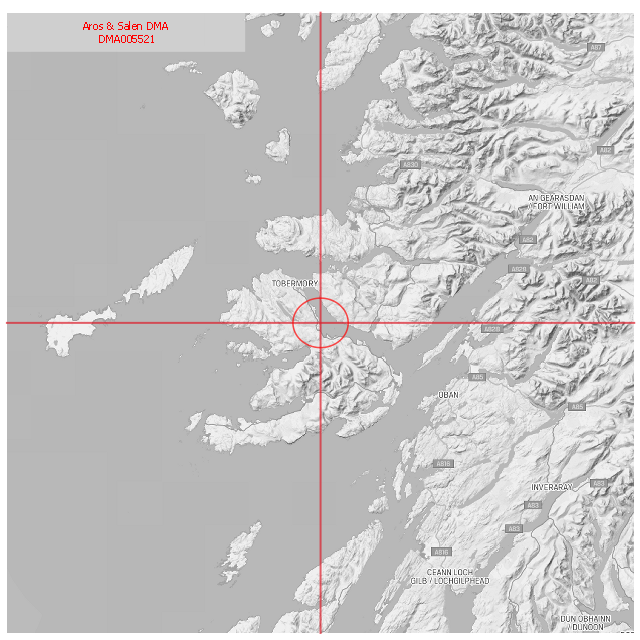 Aros & Salen DMA
DMA005521
A87
A82
A830
AN GEARASDAN
/ FORT WILLIAM
A82
A828
A82
TOBERMORY
A828
A85
OBAN
A85
A816
INVERARAY
A83
A83
A83
A816
CEANN LOCH
GILB / LOCHGILPHEAD
DUN OBHAINN
/ DUNOON